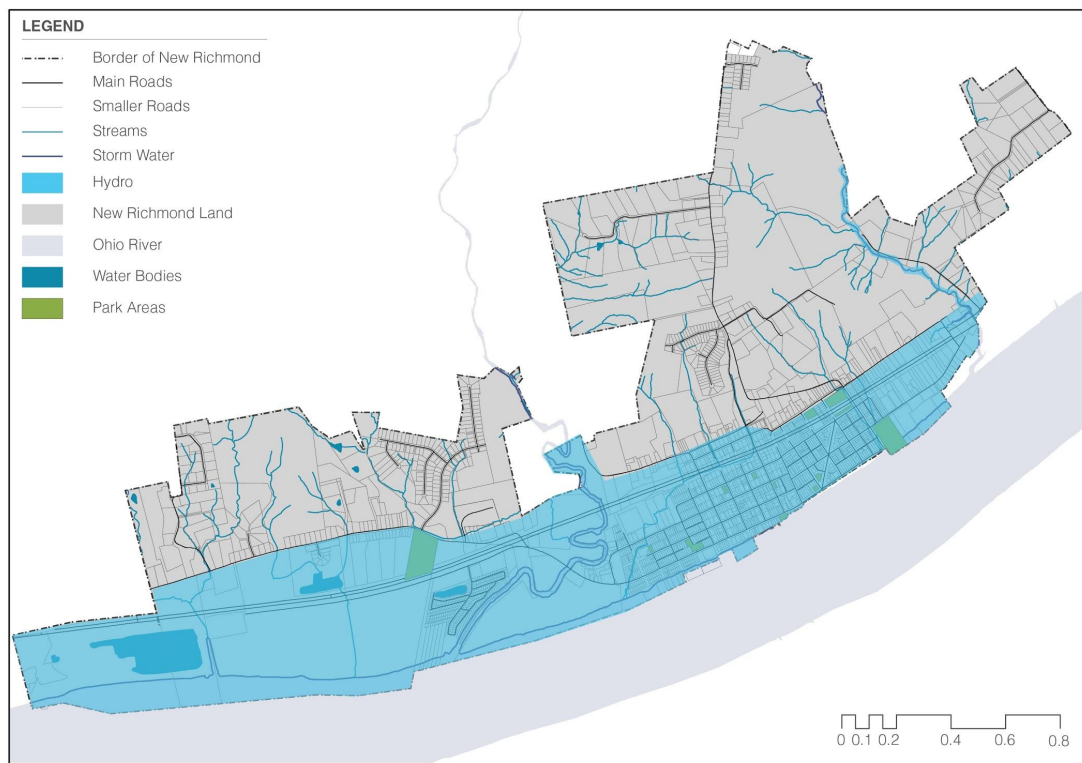 LEGEND
Border of New Richmond
Main Roads
Smaller Roads
Streams
Storm Water
Hydro
New Richmond Land
Ohio River
Water Bodies
Park Areas
0 0.1 0.2 0.4 0.6 0.8